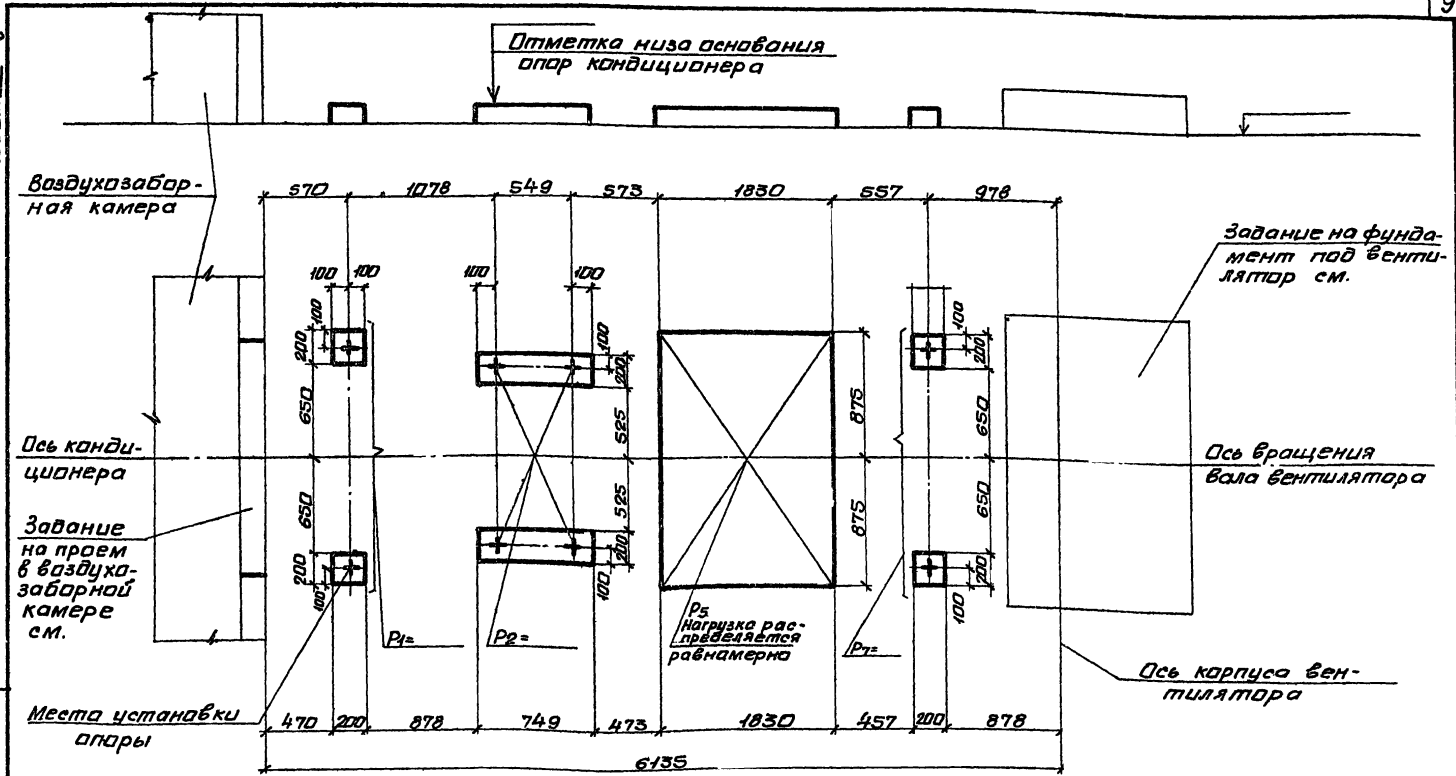 9
Отметка низа основания
опор кондиционера
Воздухозабор-
ная камера
570 1078 549 573 1830 557 978
Задание на фунда-
мент под венти-
лятор см.
100 100 100 100
100 200 650 650 200 100
100 200 525 525 200 100
875 875
100 200 650 650 200 100
Ось конди-
ционера
Ось вращения
вала вентилятора
Задание
на проем
в воздухо-
заборной
камере
см.
P1=
P2=
P5
Нагрузка рас-
пределяется
равномерно
P7=
Ось корпуса вен-
тилятора
Место установки
опоры
470 200 878 749 473 1830 457 200 878
6135